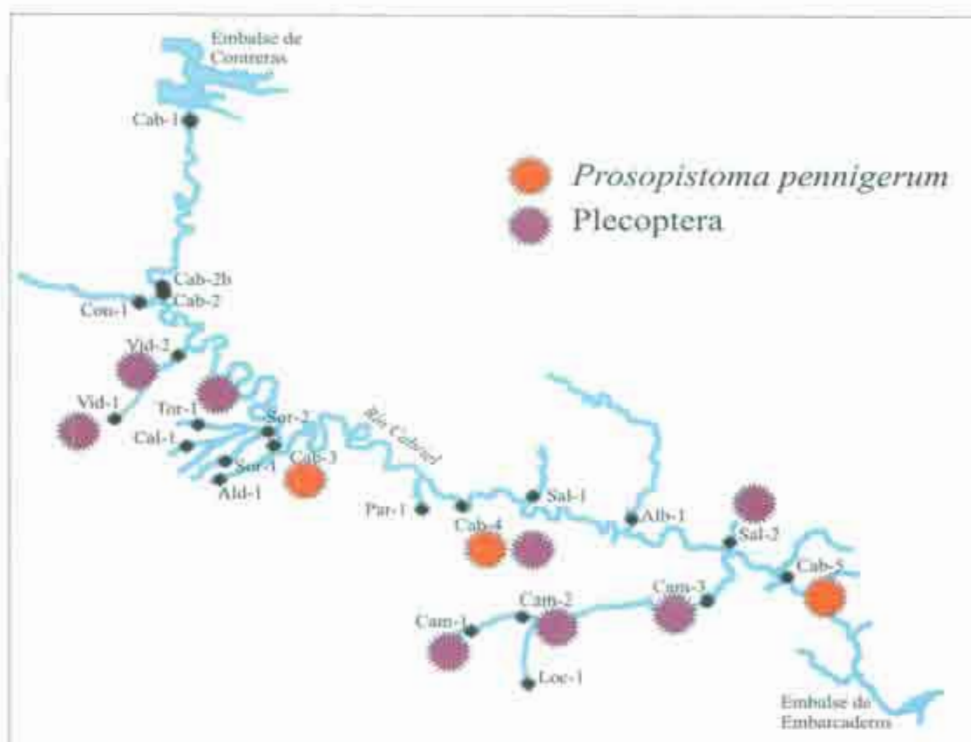 Embalse de
Contreras
Cab-1
Prosopistoma pennigerum
Plecoptera
Cab-2b
Cab-2
Con-1
Vid-2
Vid-1
Tor-1
Sor-2
Cal-1
Cab-3
Sor-1
Ald-1
Río Cabriel
Par-1
Cab-4
Sal-1
Alb-1
Sal-2
Cab-5
Cam-3
Cam-2
Cam-1
Loc-1
Embalse de
Embarcaderos